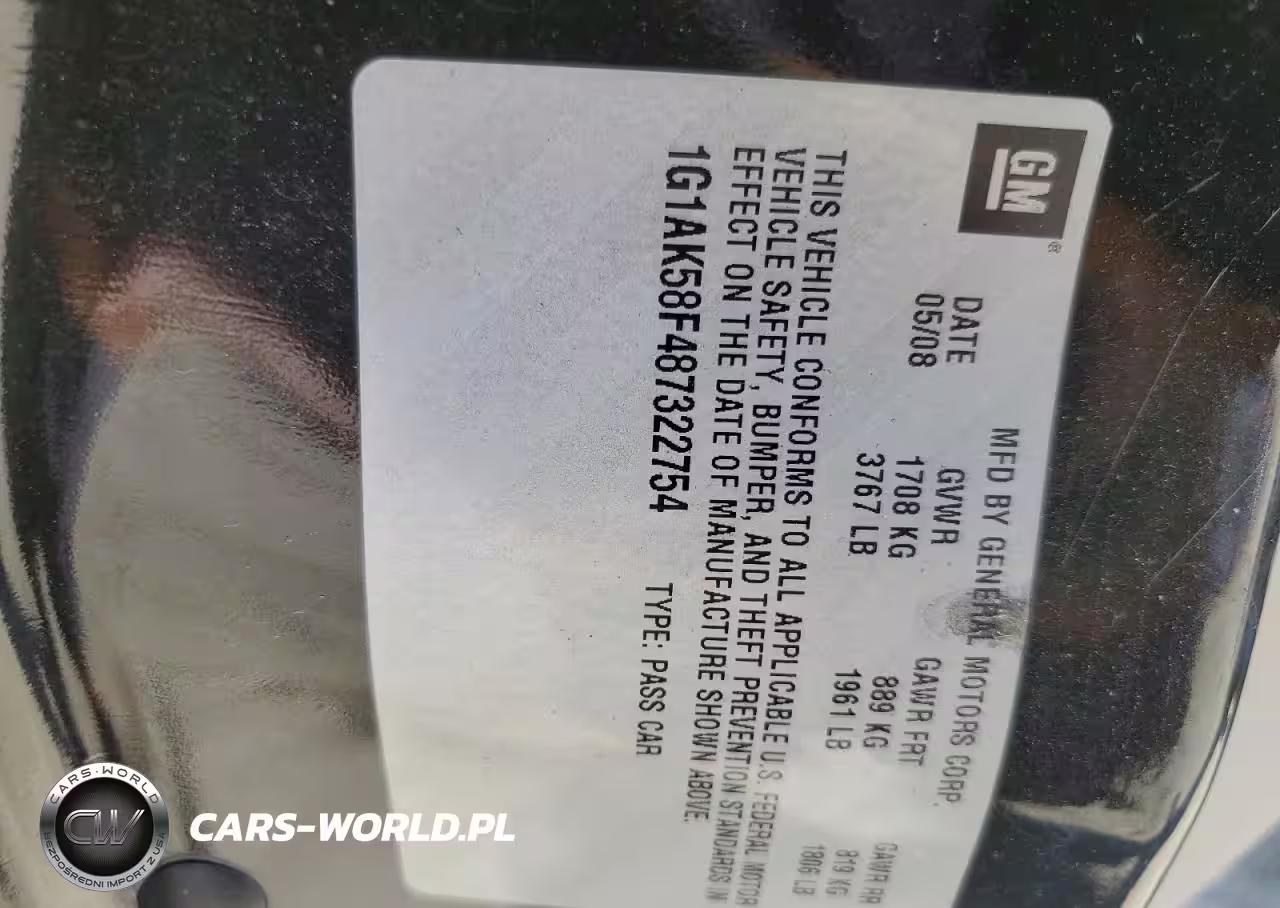 GM
MFD BY GENERAL MOTORS CORP.
DATE GVWR GAWR FRT GAWR RR
05/08 1708 KG 889 KG 819 KG
3767 LB 1961 LB 1806 LB
THIS VEHICLE CONFORMS TO ALL APPLICABLE U.S. FEDERAL MOTOR
VEHICLE SAFETY, BUMPER, AND THEFT PREVENTION STANDARDS IN
EFFECT ON THE DATE OF MANUFACTURE SHOWN ABOVE.
1G1AK58F487322754 TYPE: PASS CAR
CARS-WORLD
CW
BEZPOŚREDNI IMPORT Z USA
CARS-WORLD.PL